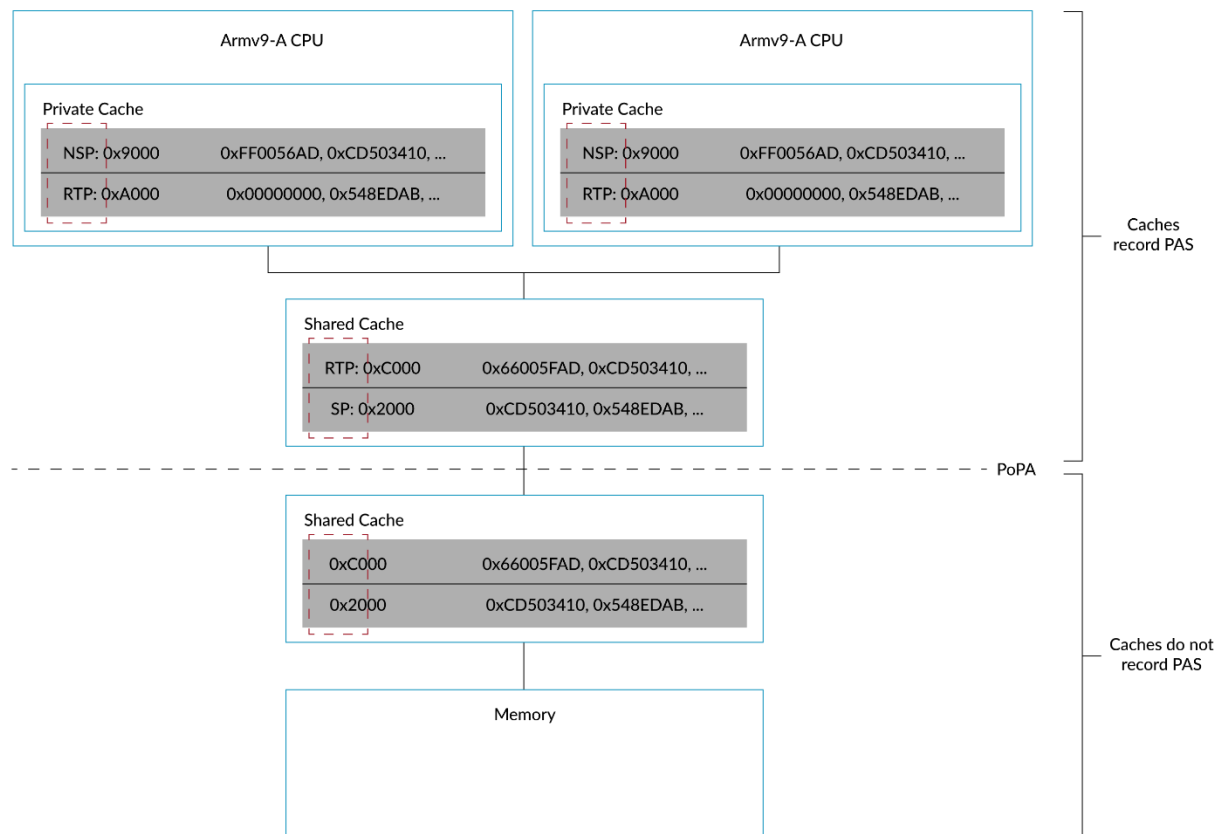 Armv9-A CPU
Private Cache
NSP: 0x9000 0xFF0056AD, 0xCD503410, ...
RTP: 0xA000 0x00000000, 0x548EDAB, ...
Armv9-A CPU
Private Cache
NSP: 0x9000 0xFF0056AD, 0xCD503410, ...
RTP: 0xA000 0x00000000, 0x548EDAB, ...
Caches
record PAS
Shared Cache
RTP: 0xC000 0x66005FAD, 0xCD503410, ...
SP: 0x2000 0xCD503410, 0x548EDAB, ...
PoPA
Shared Cache
0xC000 0x66005FAD, 0xCD503410, ...
0x2000 0xCD503410, 0x548EDAB, ...
Caches do not
record PAS
Memory